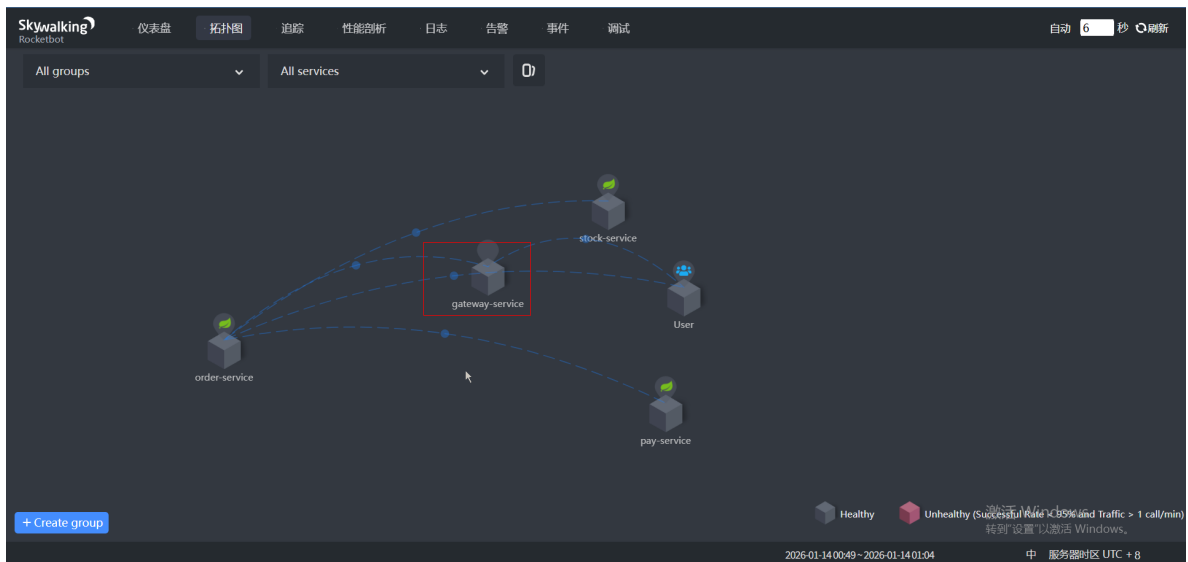 Skywalking
Rocketbot
仪表盘 拓扑图 追踪 性能剖析 日志 告警 事件 调试 自动 6 秒 刷新
All groups All services
stock-service
gateway-service
User
order-service
pay-service
+ Create group
Healthy Unhealthy (Successful Rate < 95% and Traffic > 1 call/min)
激活 Windows
转到"设置"以激活 Windows。
2026-01-14 00:49 ~ 2026-01-14 01:04 中 服务器时区 UTC + 8